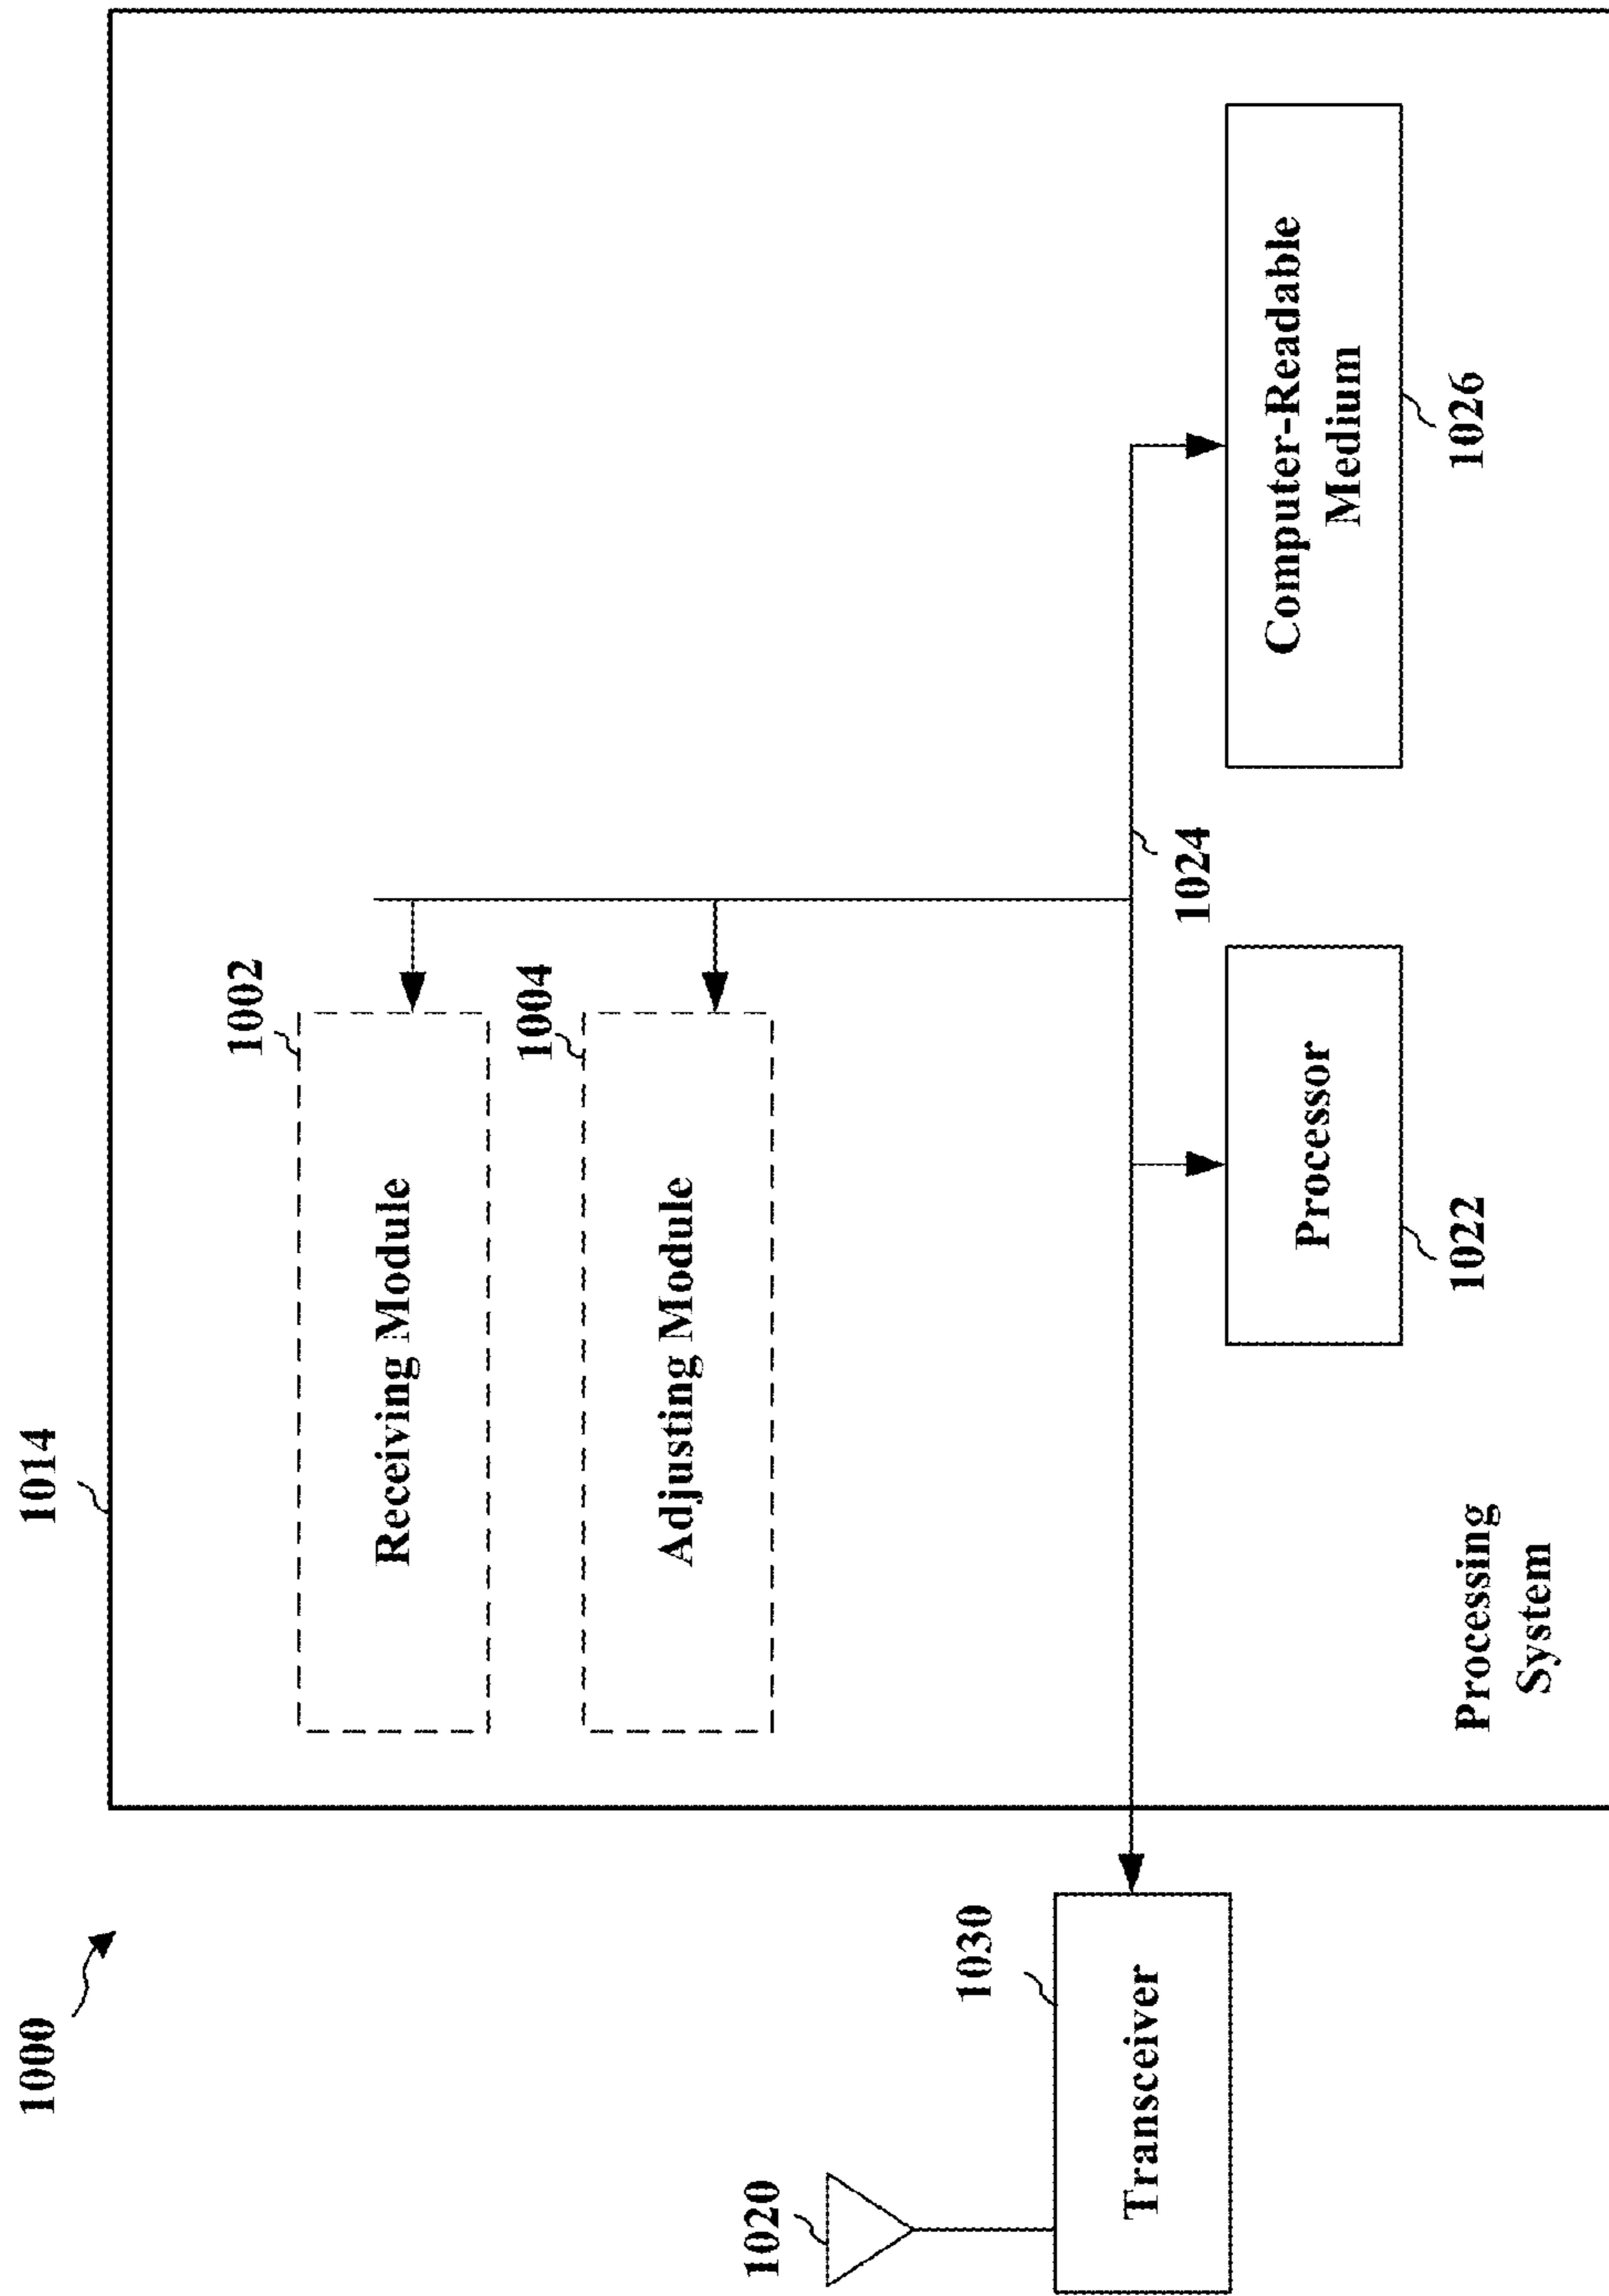 1000
1014
1002
Receiving Module
1004
Adjusting Module
1020
1030
Transceiver
1024
Processor
1022
Computer-Readable
Medium
1026
Processing
System